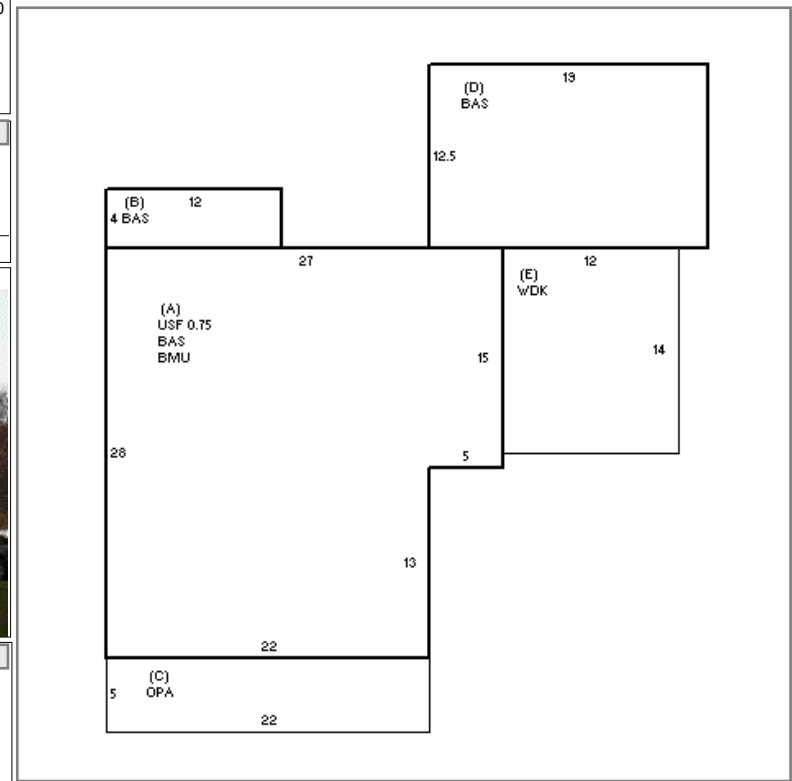 19
(D)
BAS
12.5
(B) 12
4 BAS
27
12
(E)
WDK
(A)
USF 0.75
BAS
BMU
14
15
28
5
13
22
(C)
5 OPA
22